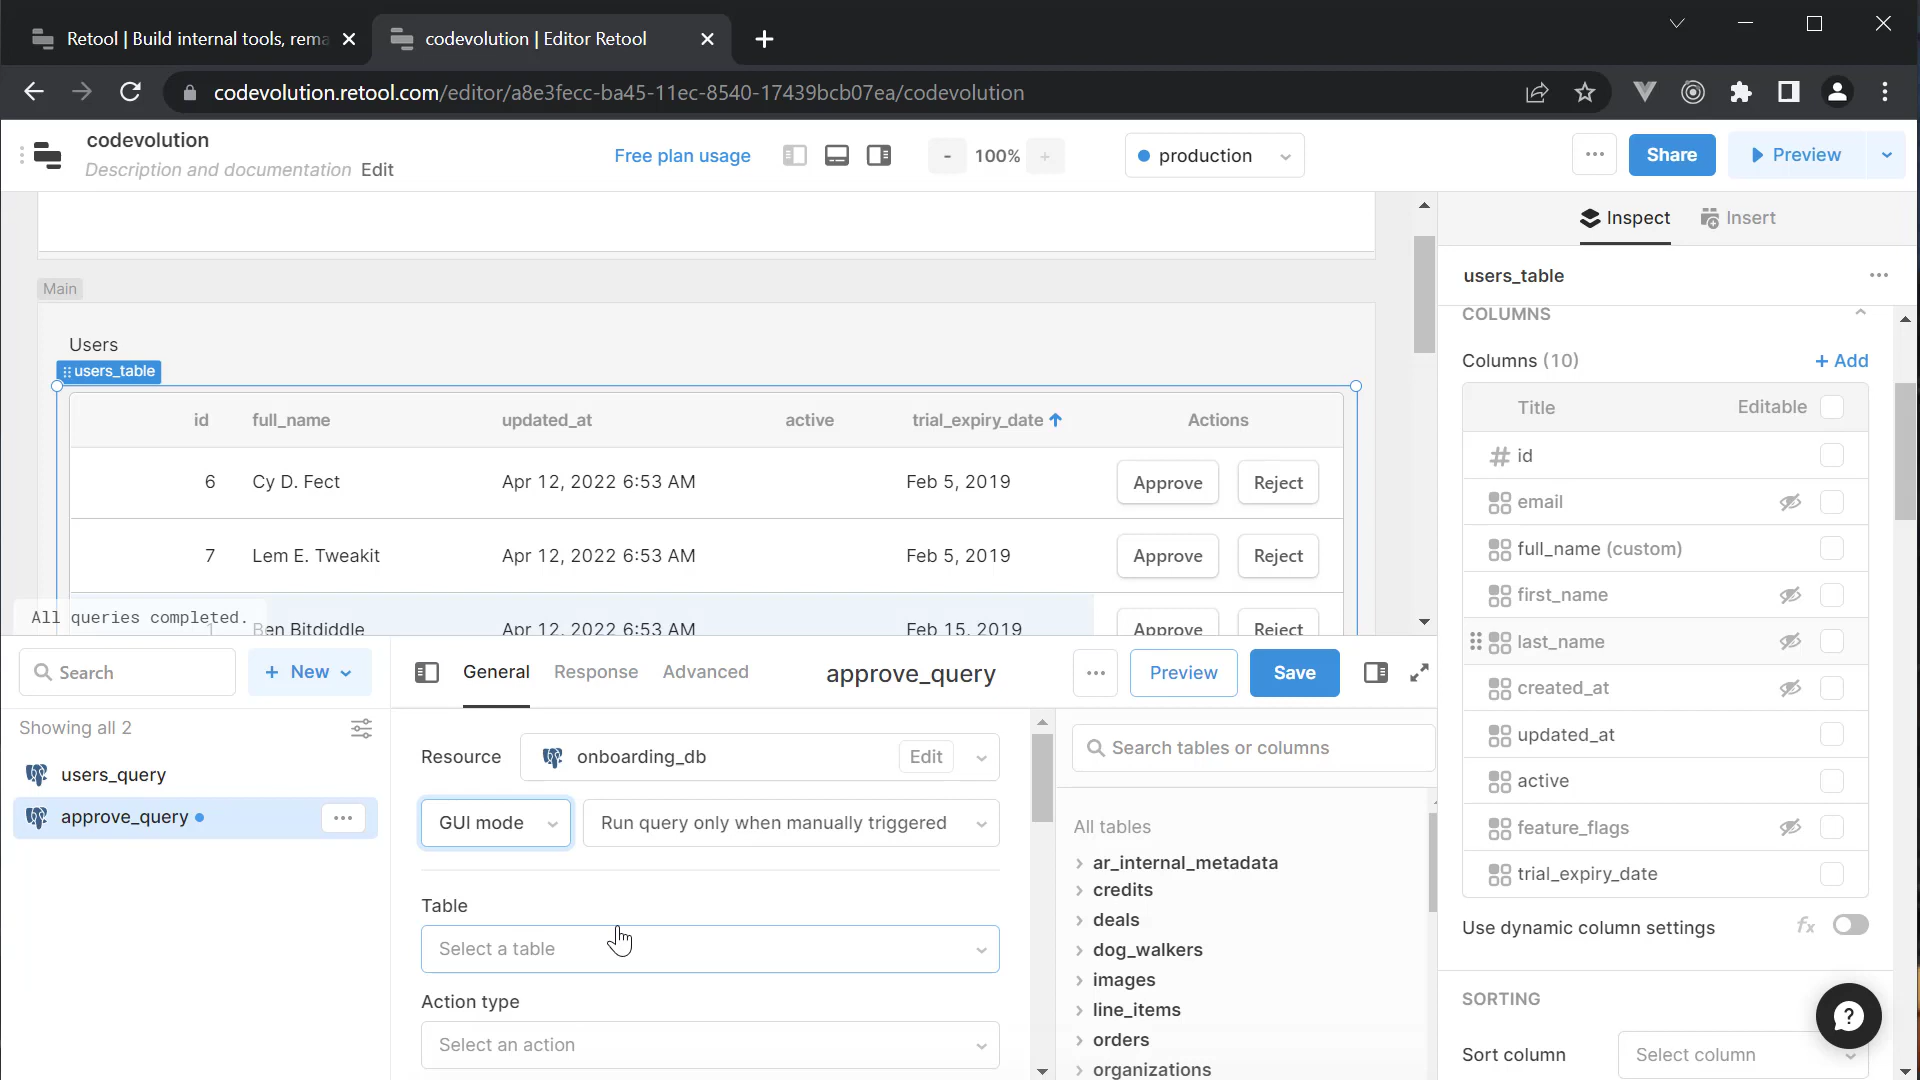 Retool | Build internal tools, rema
codevolution | Editor Retool
codevolution.retool.com/editor/a8e3fecc-ba45-11ec-8540-17439bcb07ea/codevolution
codevolution
Description and documentation Edit
Free plan usage
- 100% +
production
Share
Preview
Inspect
Insert
Main
Users
users_table
id full_name updated_at active trial_expiry_date Actions
6 Cy D. Fect Apr 12, 2022 6:53 AM Feb 5, 2019 Approve Reject
7 Lem E. Tweakit Apr 12, 2022 6:53 AM Feb 5, 2019 Approve Reject
1 Ben Bitdiddle Apr 12, 2022 6:53 AM Feb 15, 2019 Approve Reject
All queries completed.
Search
+ New
Showing all 2
users_query
approve_query
General Response Advanced
approve_query
Preview
Save
Resource
onboarding_db
Edit
GUI mode
Run query only when manually triggered
Table
Select a table
Action type
Select an action
Search tables or columns
All tables
ar_internal_metadata
credits
deals
dog_walkers
images
line_items
orders
organizations
users_table
COLUMNS
Columns (10)
+ Add
Title Editable
id
email
full_name (custom)
first_name
last_name
created_at
updated_at
active
feature_flags
trial_expiry_date
Use dynamic column settings
fx
SORTING
Sort column
Select column